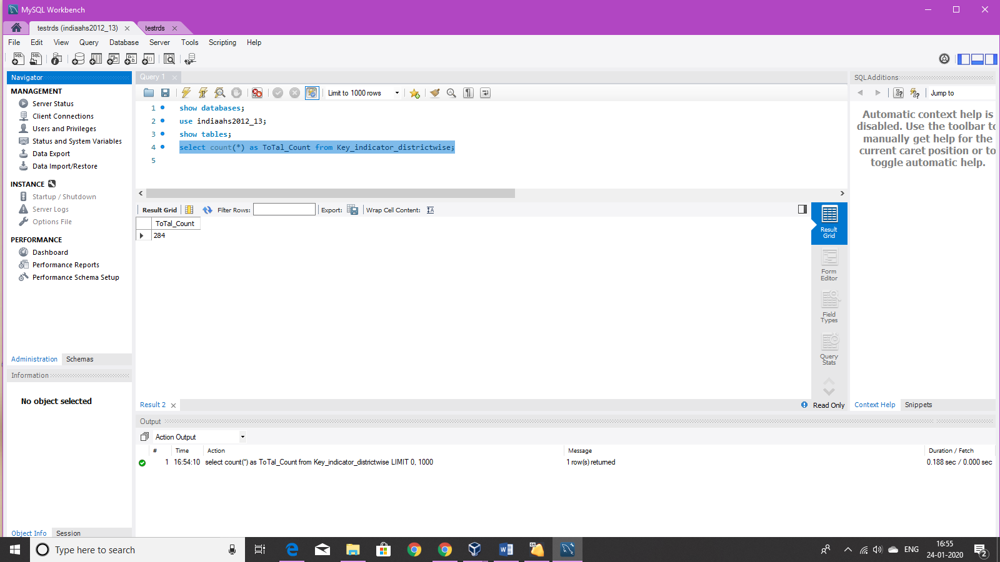 MySQL Workbench
testrds (indiaahs2012_13)
testrds
File Edit View Query Database Server Tools Scripting Help
Navigator
MANAGEMENT
Server Status
Client Connections
Users and Privileges
Status and System Variables
Data Export
Data Import/Restore
INSTANCE
Startup / Shutdown
Server Logs
Options File
PERFORMANCE
Dashboard
Performance Reports
Performance Schema Setup
Administration Schemas
Information
No object selected
Object Info Session
Query 1
Limit to 1000 rows
1 show databases;
2 use indiaahs2012_13;
3 show tables;
4 select count(*) as ToTal_Count from Key_indicator_districtwise;
5
Result Grid Filter Rows: Export: Wrap Cell Content:
ToTal_Count
284
Result Grid
Form Editor
Field Types
Query Stats
Result 2
Read Only
SQLAdditions
Jump to
Automatic context help is
disabled. Use the toolbar to
manually get help for the
current caret position or to
toggle automatic help.
Context Help Snippets
Output
Action Output
# Time Action Message Duration / Fetch
1 16:54:10 select count(*) as ToTal_Count from Key_indicator_districtwise LIMIT 0, 1000 1 row(s) returned 0.188 sec / 0.000 sec
Type here to search
ENG
16:55
24-01-2020
2